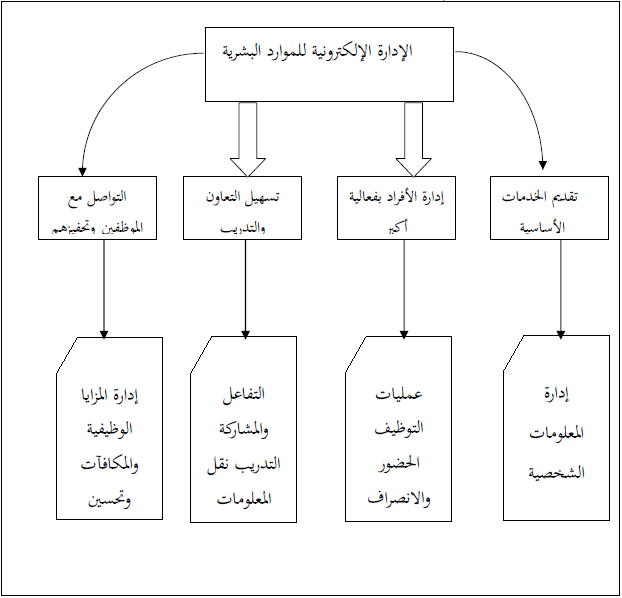 الإدارة الإلكترونية للموارد البشرية
تقديم الخدمات
الأساسية
إدارة الأفراد بفعالية
أكبر
تسهيل التعاون
والتدريب
التواصل مع
الموظفين وتحفيزهم
إدارة
المعلومات
الشخصية
عمليات
التوظيف
الحضور
والانصراف
التفاعل
والمشاركة
التدريب نقل
المعلومات
إدارة المزايا
الوظيفية
والمكافآت
وتحسين